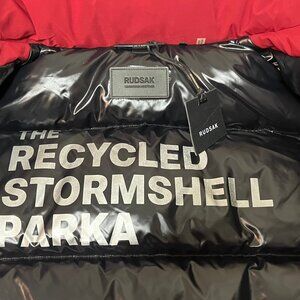 RUDSAK
RUDSAK
THE
RECYCLED
STORMSHELL
PARKA